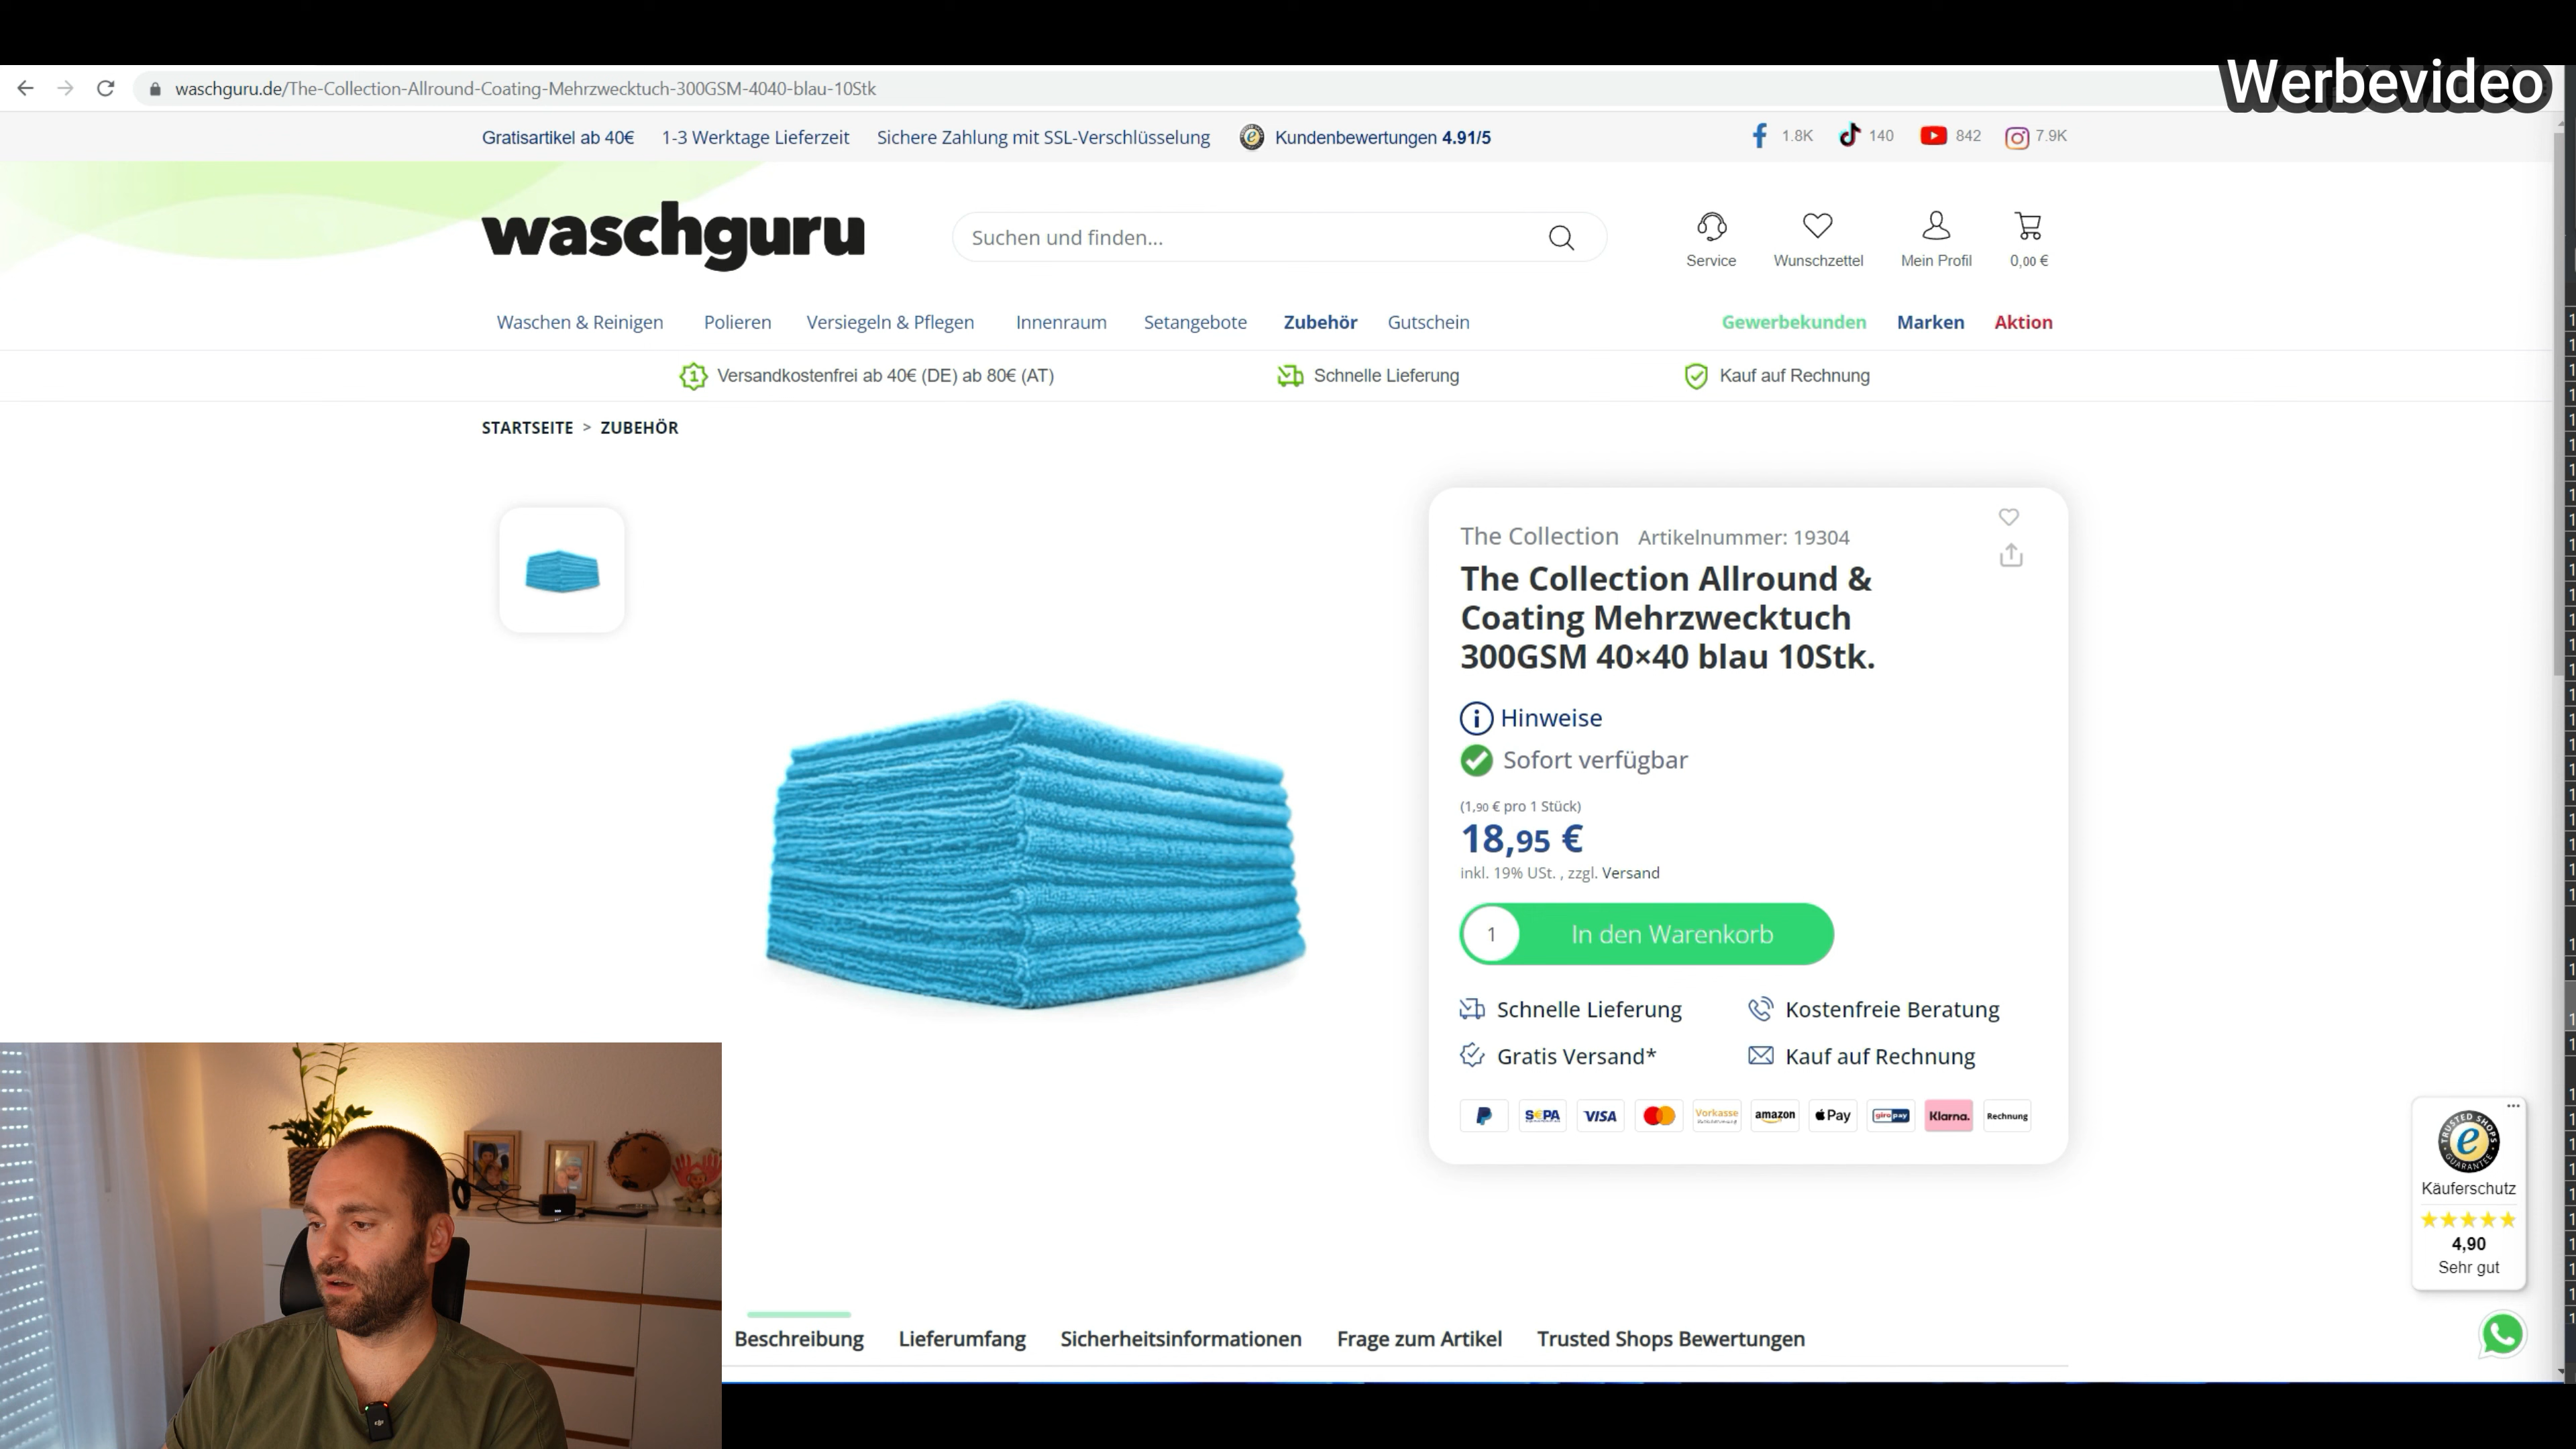 Werbevideo
waschguru.de/The-Collection-Allround-Coating-Mehrzwecktuch-300GSM-4040-blau-10Stk
Gratisartikel ab 40€ 1-3 Werktage Lieferzeit Sichere Zahlung mit SSL-Verschlüsselung Kundenbewertungen 4.91/5 1.8K 140 842 7.9K
waschguru
Suchen und finden...
Service Wunschzettel Mein Profil 0,00 €
Waschen & Reinigen Polieren Versiegeln & Pflegen Innenraum Setangebote Zubehör Gutschein Gewerbekunden Marken Aktion
Versandkostenfrei ab 40€ (DE) ab 80€ (AT) Schnelle Lieferung Kauf auf Rechnung
STARTSEITE > ZUBEHÖR
The Collection Artikelnummer: 19304
The Collection Allround &
Coating Mehrzwecktuch
300GSM 40×40 blau 10Stk.
Hinweise
Sofort verfügbar
(1,90 € pro 1 Stück)
18,95 €
inkl. 19% USt. , zzgl. Versand
1 In den Warenkorb
Schnelle Lieferung Kostenfreie Beratung
Gratis Versand* Kauf auf Rechnung
SEPA VISA Vorkasse amazon Pay giropay Klarna. Rechnung
TRUSTED SHOPS GUARANTEE
Käuferschutz
4,90
Sehr gut
Beschreibung Lieferumfang Sicherheitsinformationen Frage zum Artikel Trusted Shops Bewertungen